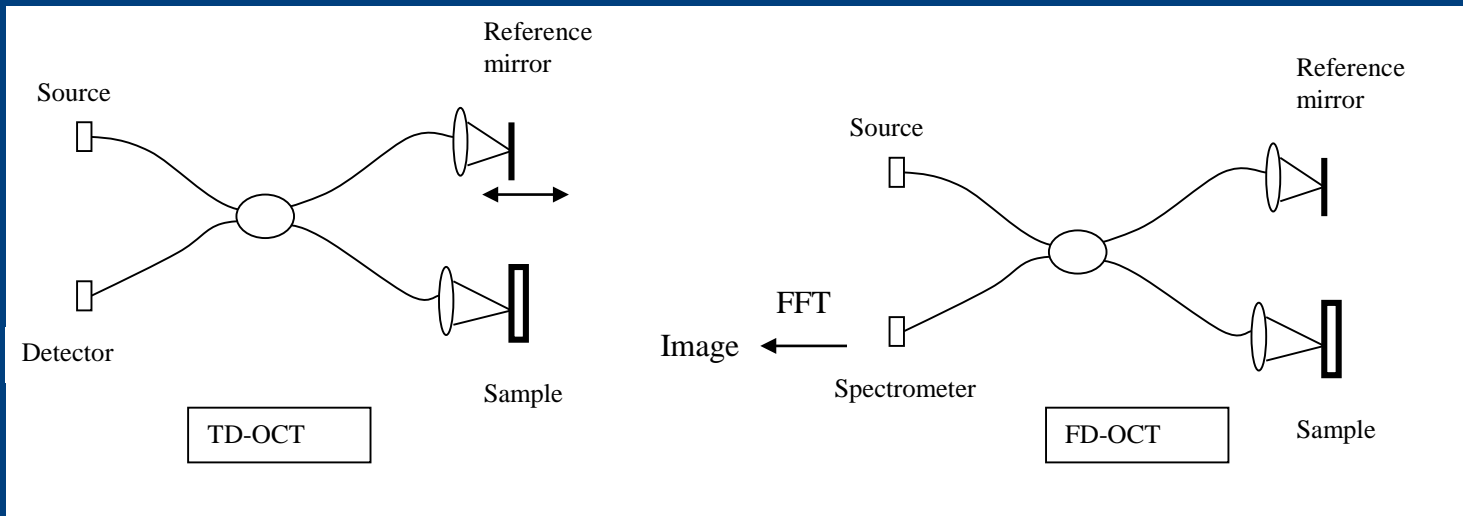 Reference
mirror
Source
Detector
Sample
TD-OCT
Reference
mirror
Source
FFT
Image
Spectrometer
Sample
FD-OCT